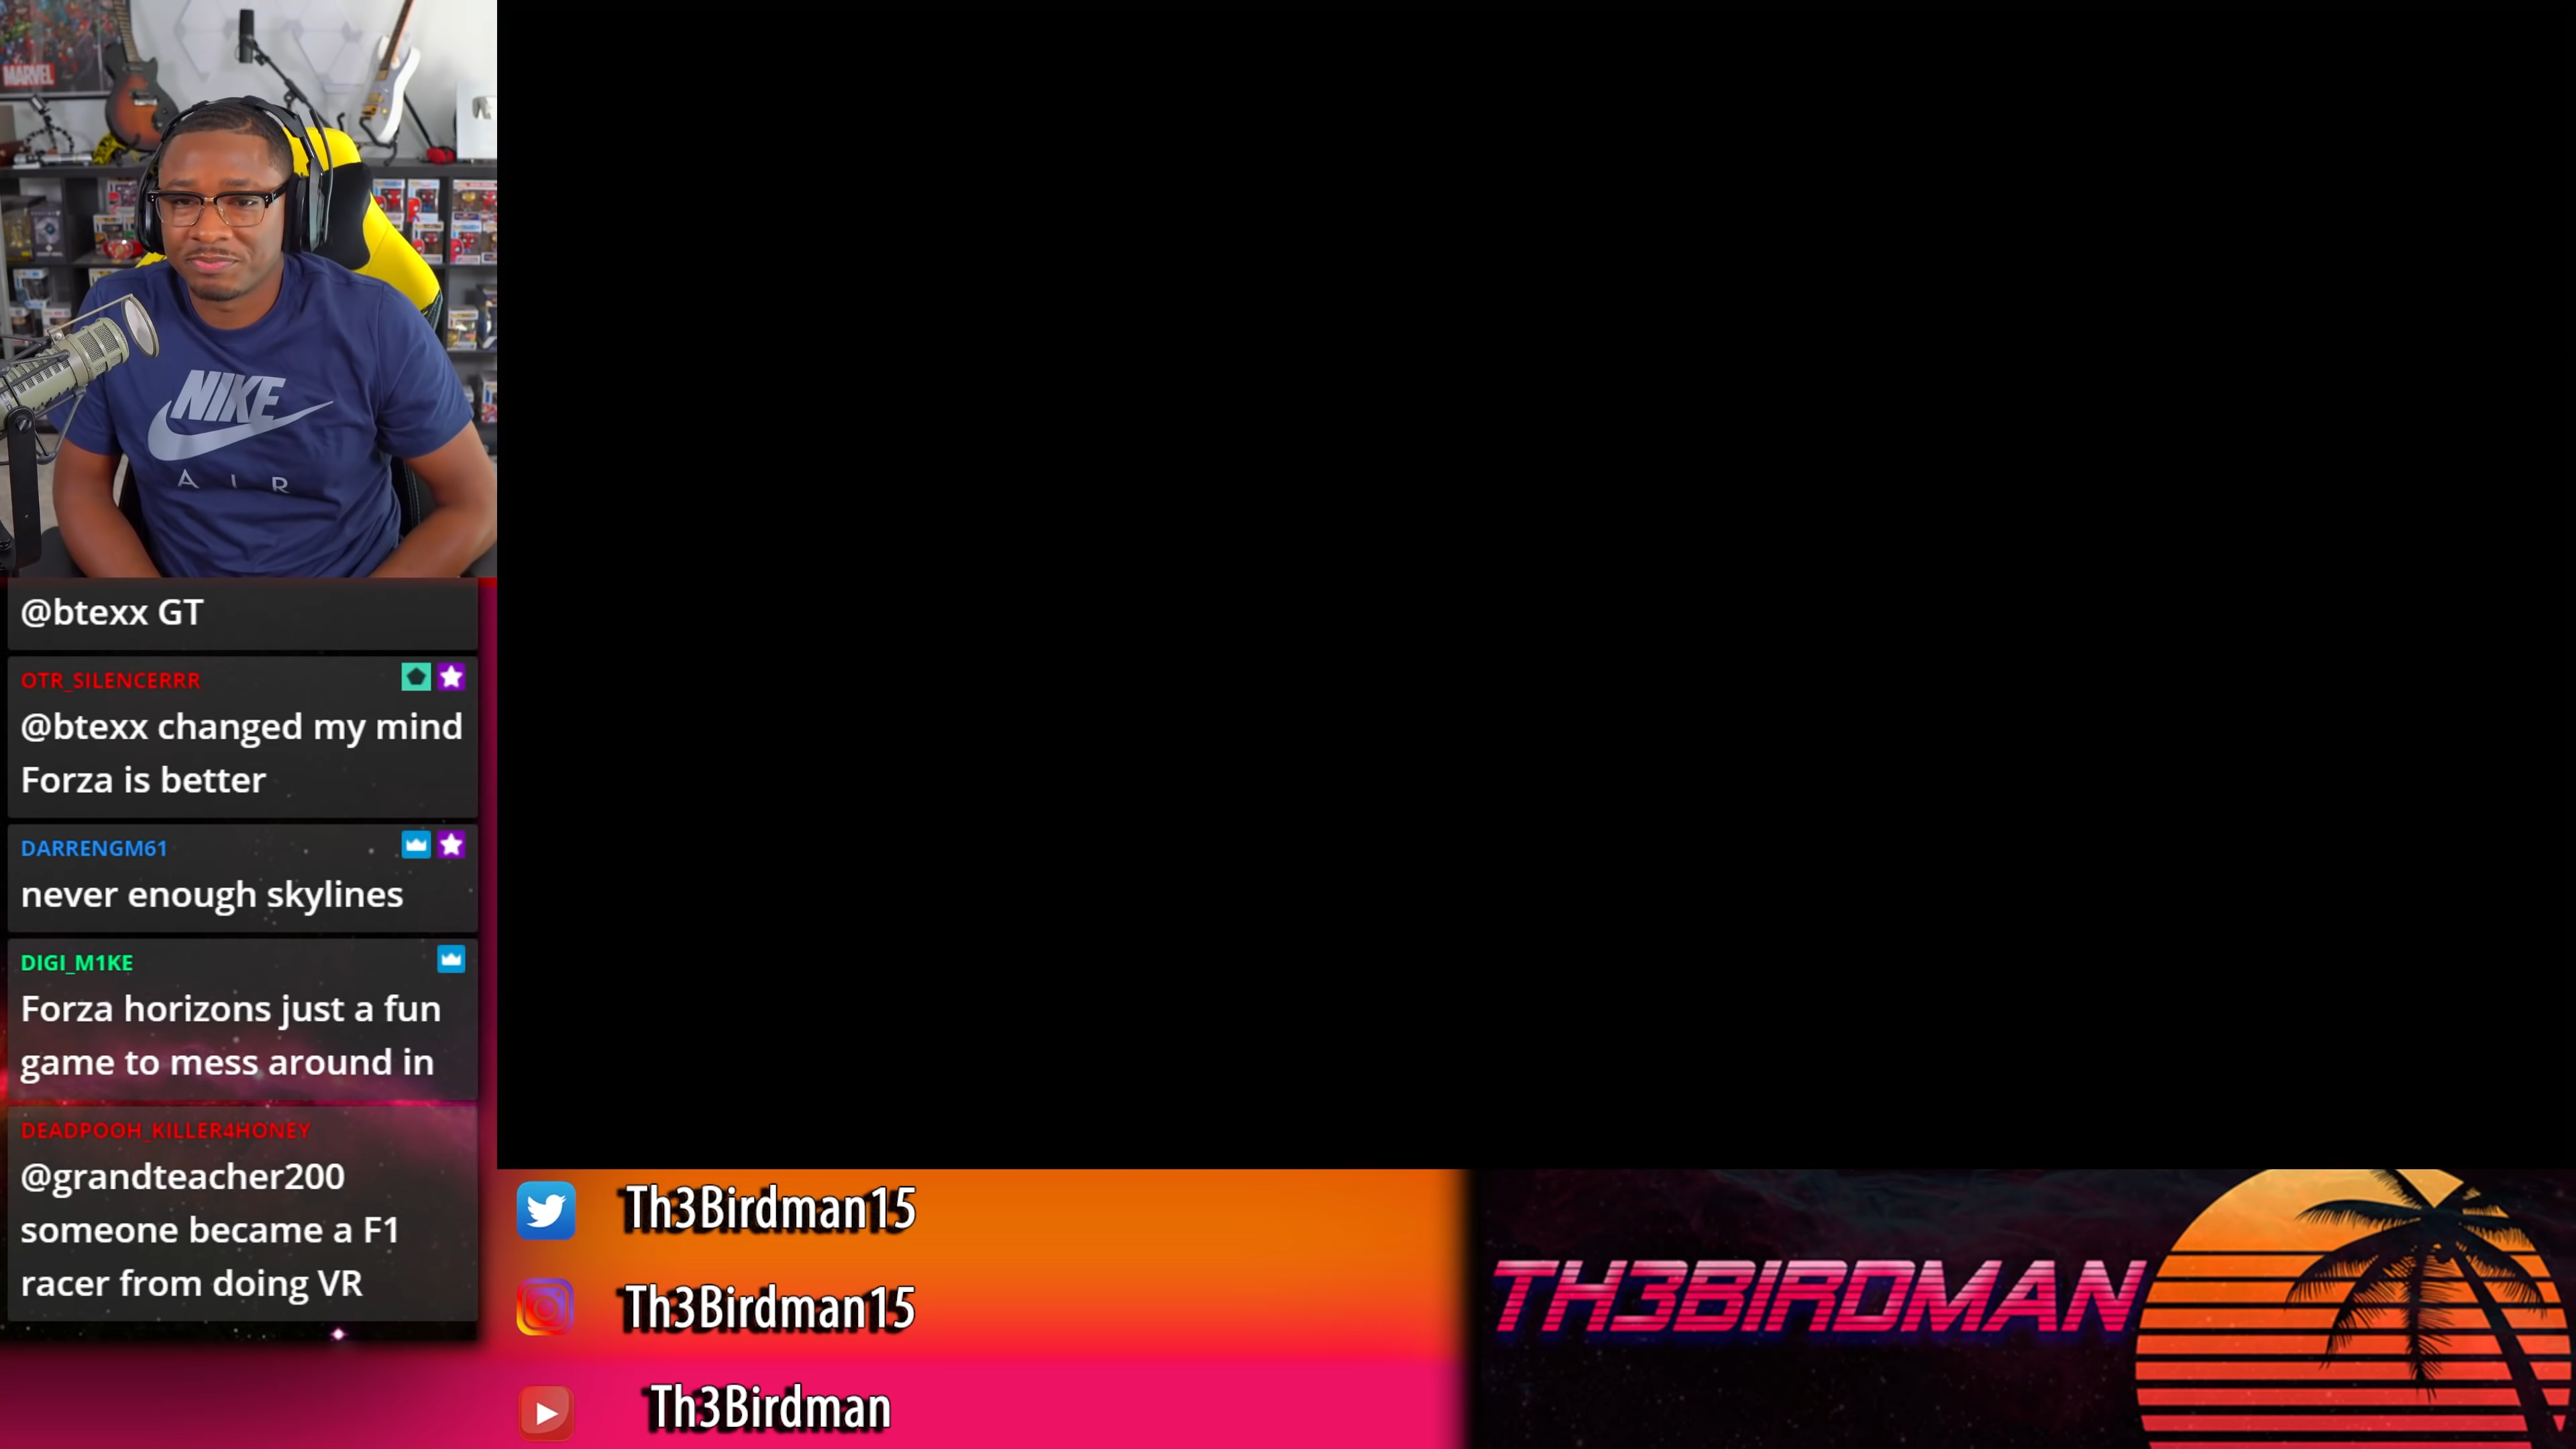 MARVEL
NIKE
AIR
@btexx GT
OTR_SILENCERRR
@btexx changed my mind
Forza is better
DARRENGM61
never enough skylines
DIGI_M1KE
Forza horizons just a fun
game to mess around in
DEADPOOH_KILLER4HONEY
@grandteacher200
someone became a F1
racer from doing VR
Th3Birdman15
Th3Birdman15
Th3Birdman
TH3BIRDMAN